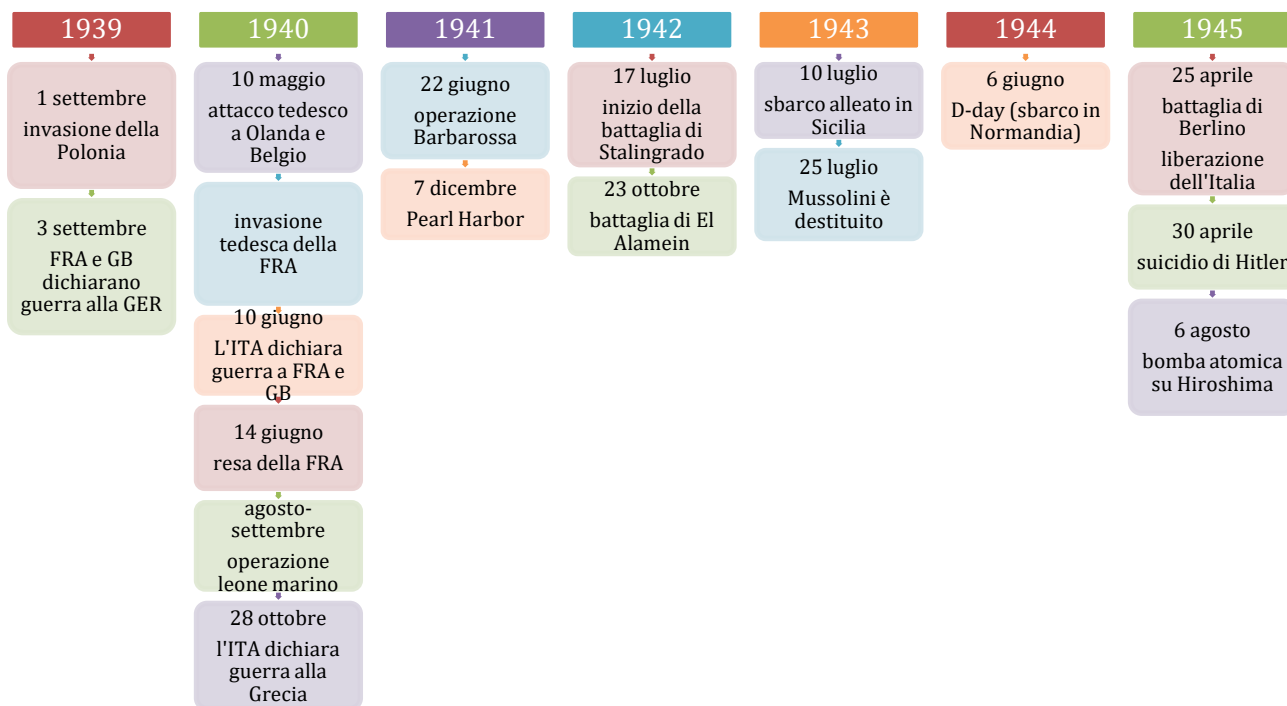 1939
1 settembre
invasione della
Polonia
3 settembre
FRA e GB
dichiarano
guerra alla GER
1940
10 maggio
attacco tedesco
a Olanda e
Belgio
invasione
tedesca della
FRA
10 giugno
L'ITA dichiara
guerra a FRA e
GB
14 giugno
resa della FRA
agosto-
settembre
operazione
leone marino
28 ottobre
l'ITA dichiara
guerra alla
Grecia
1941
22 giugno
operazione
Barbarossa
7 dicembre
Pearl Harbor
1942
17 luglio
inizio della
battaglia di
Stalingrado
23 ottobre
battaglia di El
Alamein
1943
10 luglio
sbarco alleato in
Sicilia
25 luglio
Mussolini è
destituito
1944
6 giugno
D-day (sbarco in
Normandia)
1945
25 aprile
battaglia di
Berlino
liberazione
dell'Italia
30 aprile
suicidio di Hitler
6 agosto
bomba atomica
su Hiroshima